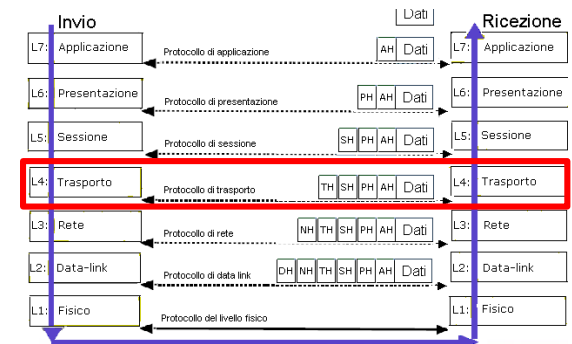 Invio
Dati
Ricezione
L7: Applicazione
Protocollo di applicazione
AH Dati
L7: Applicazione
L6: Presentazione
Protocollo di presentazione
PH AH Dati
L6: Presentazione
L5: Sessione
Protocollo di sessione
SH PH AH Dati
L5: Sessione
L4: Trasporto
Protocollo di trasporto
TH SH PH AH Dati
L4: Trasporto
L3: Rete
Protocollo di rete
NH TH SH PH AH Dati
L3: Rete
L2: Data-link
Protocollo di data link
DH NH TH SH PH AH Dati
L2: Data-link
L1: Fisico
Protocollo del livello fisico
L1: Fisico